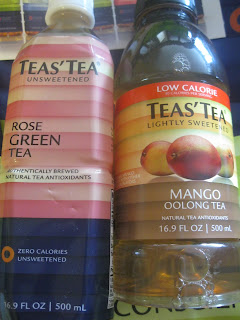 TEAS' TEA
UNSWEETENED
ROSE
GREEN
TEA
AUTHENTICALLY BREWED
NATURAL TEA ANTIOXIDANTS
ZERO CALORIES
UNSWEETENED
16.9 FL OZ | 500 mL
LOW CALORIE
TEAS' TEA
LIGHTLY SWEETENED
MANGO
OOLONG TEA
NATURAL TEA ANTIOXIDANTS
16.9 FL OZ | 500 mL